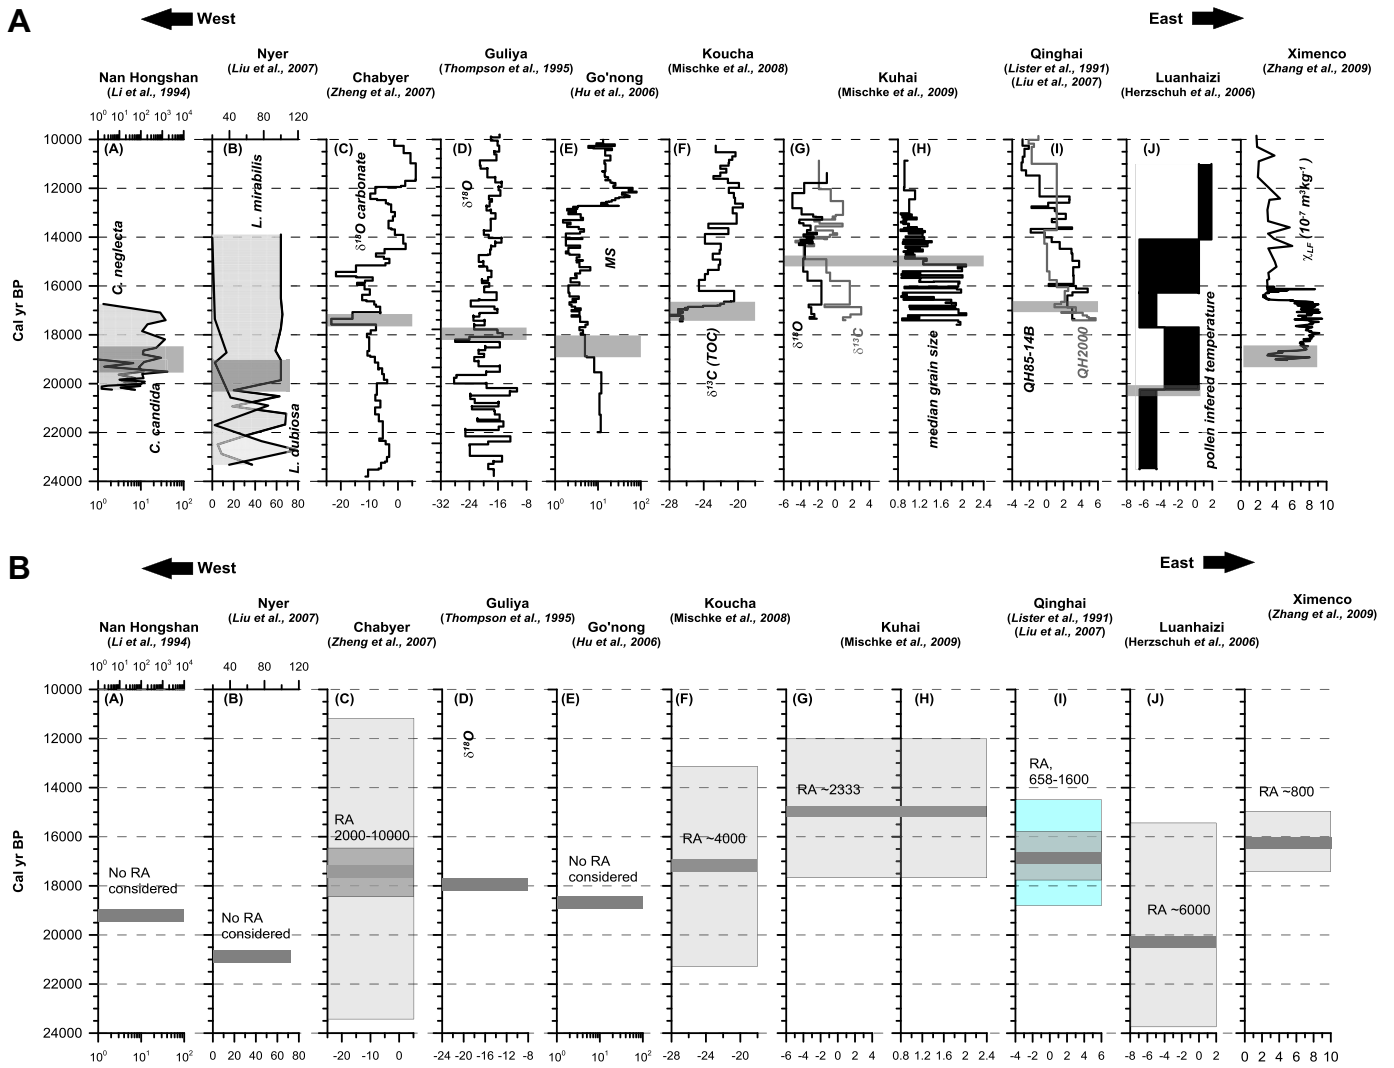 A
West
East
Nan Hongshan
(Li et al., 1994)
Nyer
(Liu et al., 2007)
Chabyer
(Zheng et al., 2007)
Guliya
(Thompson et al., 1995)
Go'nong
(Hu et al., 2006)
Koucha
(Mischke et al., 2008)
Kuhai
(Mischke et al., 2009)
Qinghai
(Lister et al., 1991)
(Liu et al., 2007)
Luanhaizi
(Herzschuh et al., 2006)
Ximenco
(Zhang et al., 2009)
10⁰ 10¹ 10² 10³ 10⁴
40 80 120
Cal yr BP
10000
12000
14000
16000
18000
20000
22000
24000
(A)
C. neglecta
C. candida
(B)
L. mirabilis
L. dubiosa
(C)
δ¹⁸O carbonate
(D)
δ¹⁸O
(E)
MS
(F)
δ¹³C (TOC)
(G)
δ¹⁸O
δ¹³C
(H)
median grain size
(I)
QH85-14B
QH2000
(J)
pollen infered temperature
χLF (10⁻⁷ m³kg⁻¹ )
10⁰ 10¹ 10²
0 20 40 60 80
-20 -10 0
-32 -24 -16 -8
10⁰ 10¹ 10²
-28 -24 -20
-6 -4 -2 0 2 4
0.8 1.2 1.6 2 2.4
-4 -2 0 2 4 6
-8 -6 -4 -2 0 2
0 2 4 6 8 10
B
West
East
Nan Hongshan
(Li et al., 1994)
Nyer
(Liu et al., 2007)
Chabyer
(Zheng et al., 2007)
Guliya
(Thompson et al., 1995)
Go'nong
(Hu et al., 2006)
Koucha
(Mischke et al., 2008)
Kuhai
(Mischke et al., 2009)
Qinghai
(Lister et al., 1991)
(Liu et al., 2007)
Luanhaizi
(Herzschuh et al., 2006)
Ximenco
(Zhang et al., 2009)
10⁰ 10¹ 10² 10³ 10⁴
40 80 120
Cal yr BP
10000
12000
14000
16000
18000
20000
22000
24000
(A)
No RA
considered
(B)
No RA
considered
(C)
RA
2000-10000
(D)
δ¹⁸O
(E)
No RA
considered
(F)
RA ~4000
(G)
RA ~2333
(H)
(I)
RA,
658-1600
(J)
RA ~6000
RA ~800
10⁰ 10¹
0 20 40 60 80
-20 -10 0
-24 -20 -16 -12 -8
10⁰ 10¹ 10²
-28 -24 -20
-6 -4 -2 0 2 4
0.8 1.2 1.6 2 2.4
-4 -2 0 2 4 6
-8 -6 -4 -2 0 2
0 2 4 6 8 10